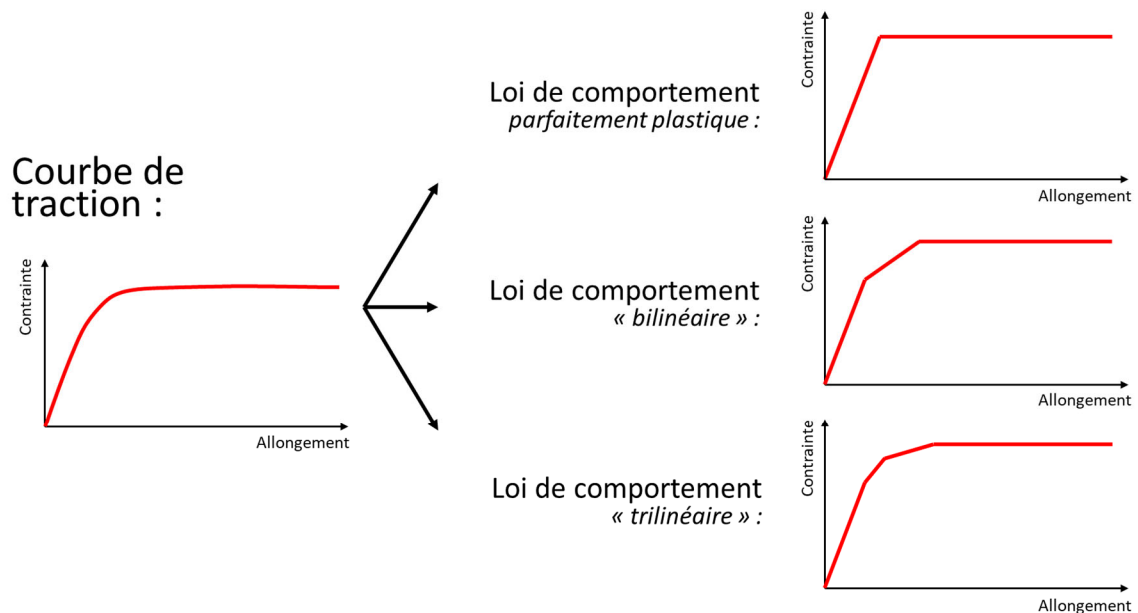 Courbe de
traction :
Contrainte
Allongement
Loi de comportement
parfaitement plastique :
Contrainte
Allongement
Loi de comportement
« bilinéaire » :
Contrainte
Allongement
Loi de comportement
« trilinéaire » :
Contrainte
Allongement